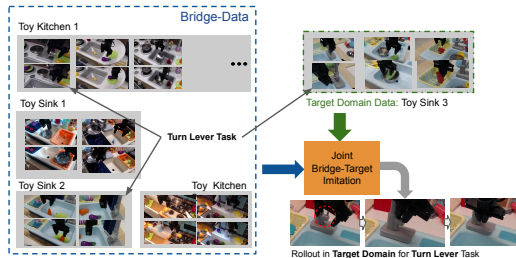 Bridge-Data
Toy Kitchen 1
...
Toy Sink 1
Turn Lever Task
Toy Sink 2
Toy Kitchen
Target Domain Data: Toy Sink 3
Joint
Bridge-Target
Imitation
Rollout in Target Domain for Turn Lever Task